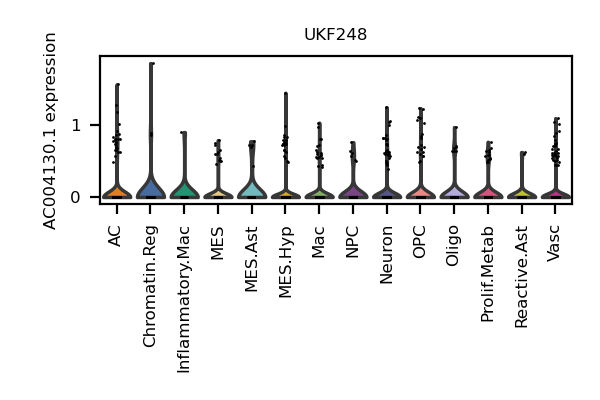 UKF248
AC004130.1 expression
1
0
AC
Chromatin.Reg
Inflammatory.Mac
MES
MES.Ast
MES.Hyp
Mac
NPC
Neuron
OPC
Oligo
Prolif.Metab
Reactive.Ast
Vasc